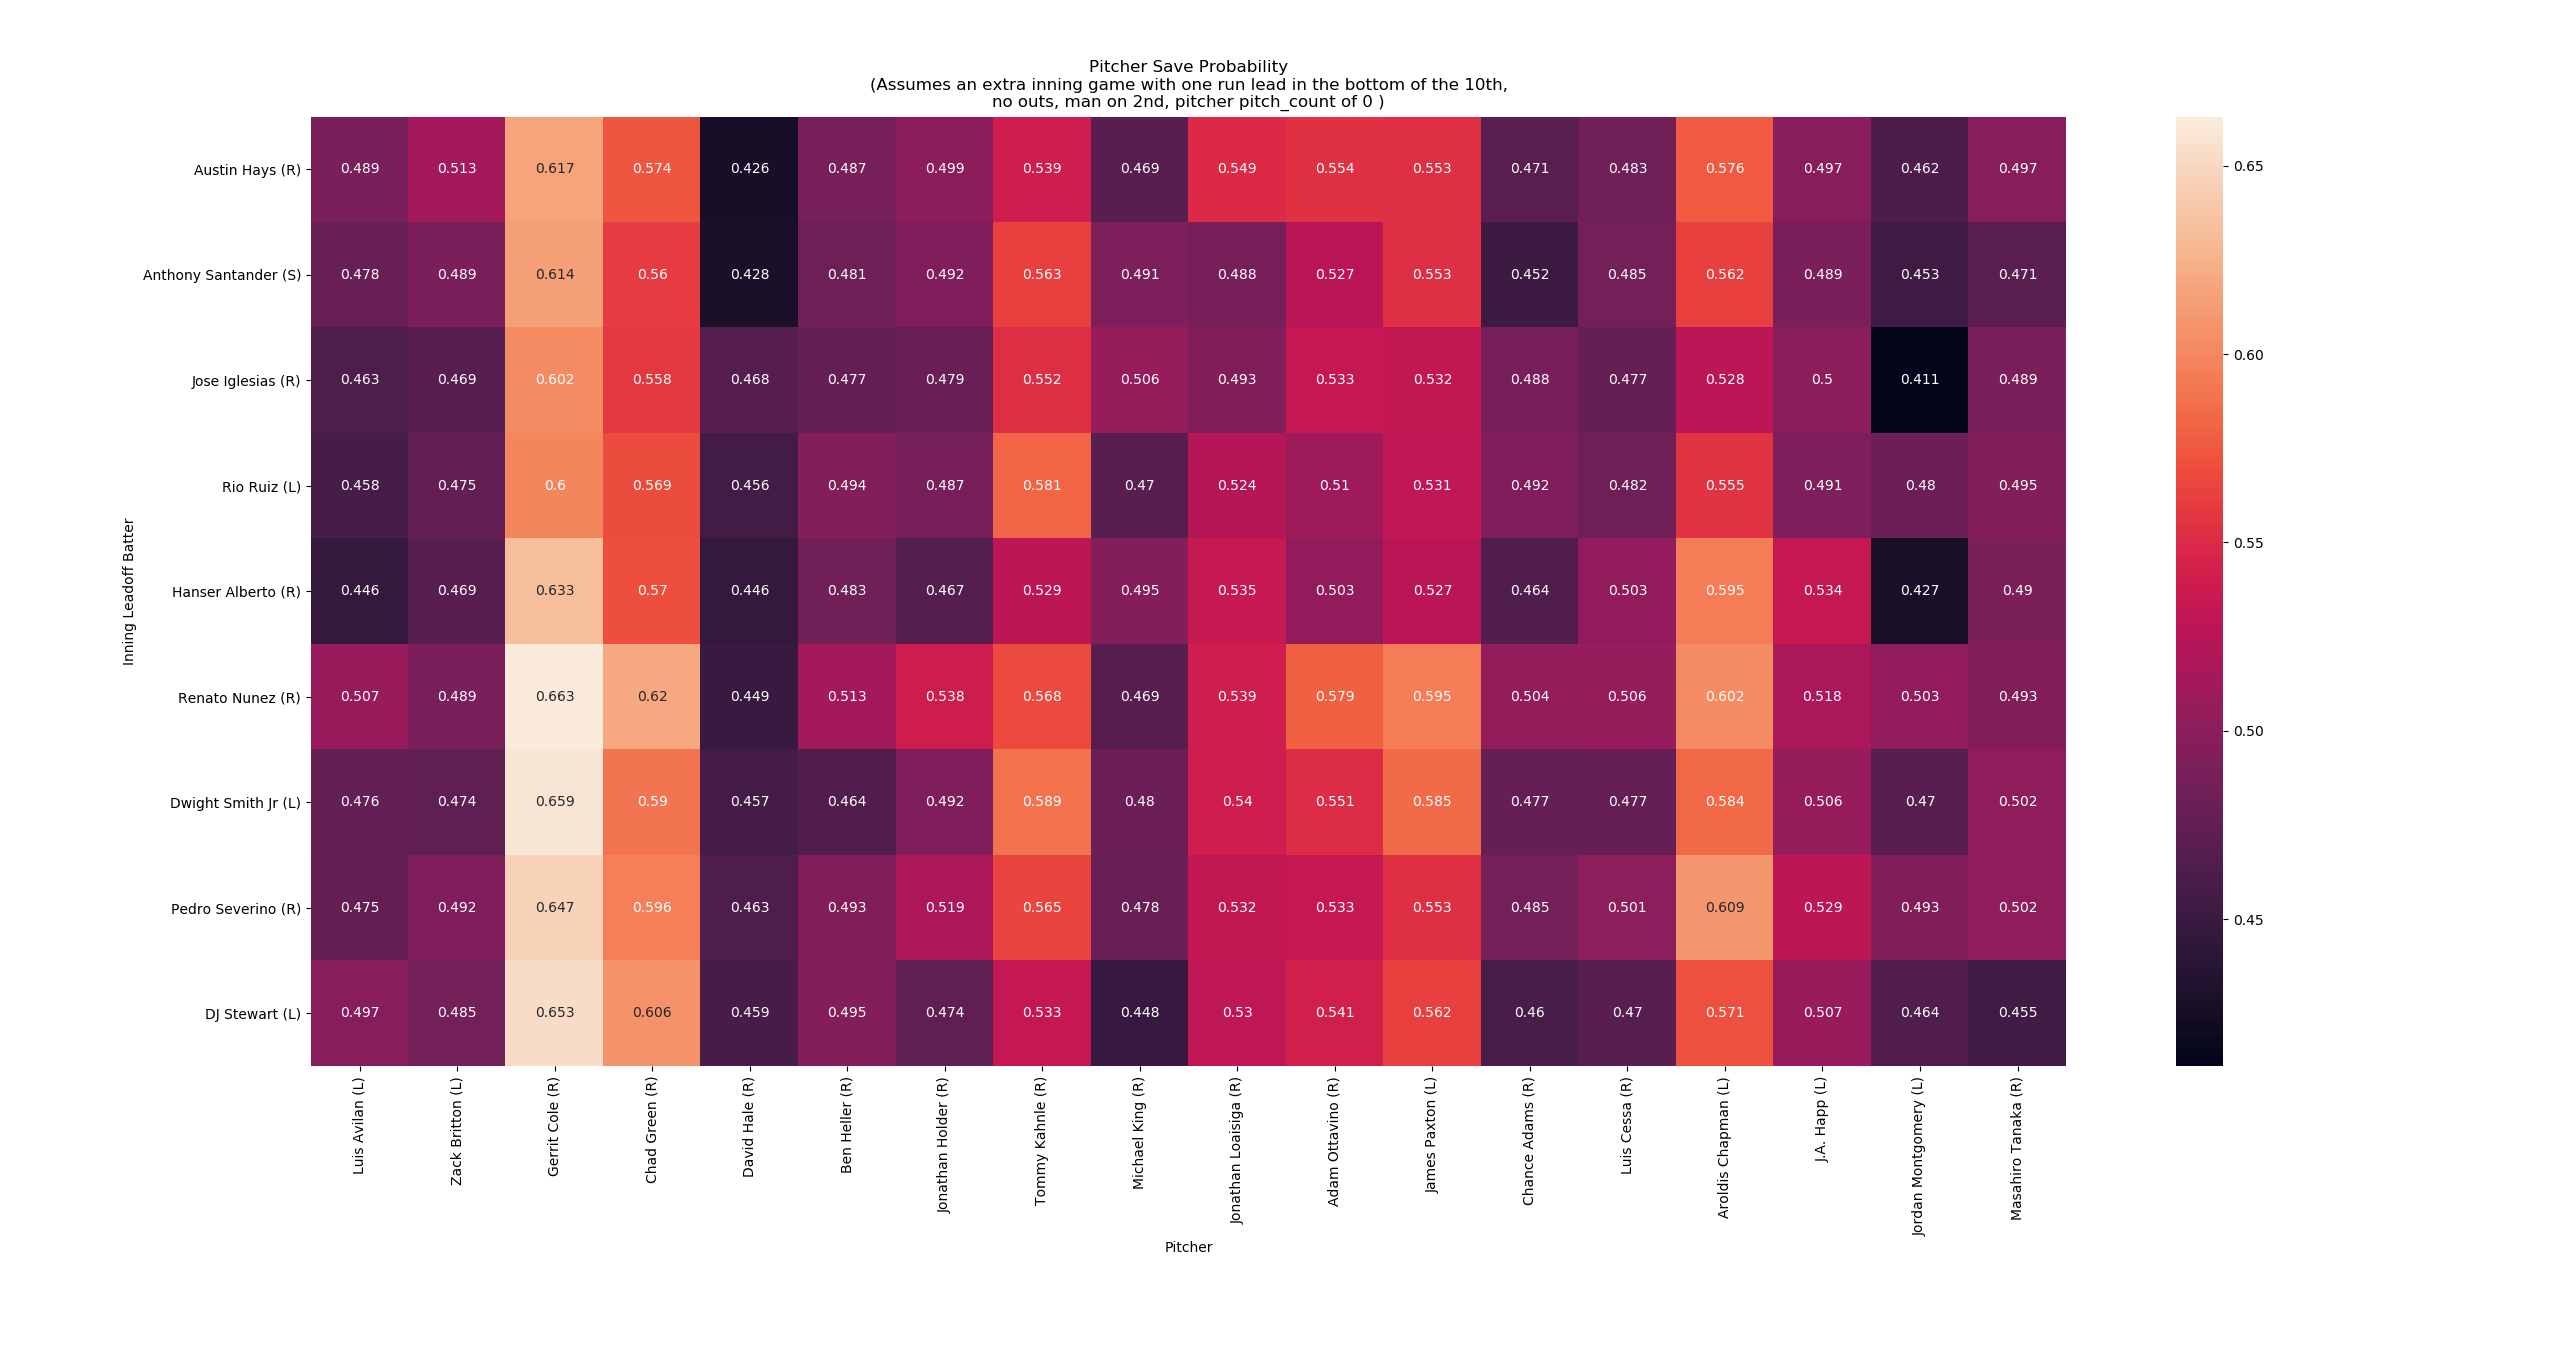 Pitcher Save Probability
(Assumes an extra inning game with one run lead in the bottom of the 10th,
no outs, man on 2nd, pitcher pitch_count of 0 )
Inning Leadoff Batter
Austin Hays (R) 0.489 0.513 0.617 0.574 0.426 0.487 0.499 0.539 0.469 0.549 0.554 0.553 0.471 0.483 0.576 0.497 0.462 0.497
Anthony Santander (S) 0.478 0.489 0.614 0.56 0.428 0.481 0.492 0.563 0.491 0.488 0.527 0.553 0.452 0.485 0.562 0.489 0.453 0.471
Jose Iglesias (R) 0.463 0.469 0.602 0.558 0.468 0.477 0.479 0.552 0.506 0.493 0.533 0.532 0.488 0.477 0.528 0.5 0.411 0.489
Rio Ruiz (L) 0.458 0.475 0.6 0.569 0.456 0.494 0.487 0.581 0.47 0.524 0.51 0.531 0.492 0.482 0.555 0.491 0.48 0.495
Hanser Alberto (R) 0.446 0.469 0.633 0.57 0.446 0.483 0.467 0.529 0.495 0.535 0.503 0.527 0.464 0.503 0.595 0.534 0.427 0.49
Renato Nunez (R) 0.507 0.489 0.663 0.62 0.449 0.513 0.538 0.568 0.469 0.539 0.579 0.595 0.504 0.506 0.602 0.518 0.503 0.493
Dwight Smith Jr (L) 0.476 0.474 0.659 0.59 0.457 0.464 0.492 0.589 0.48 0.54 0.551 0.585 0.477 0.477 0.584 0.506 0.47 0.502
Pedro Severino (R) 0.475 0.492 0.647 0.596 0.463 0.493 0.519 0.565 0.478 0.532 0.533 0.553 0.485 0.501 0.609 0.529 0.493 0.502
DJ Stewart (L) 0.497 0.485 0.653 0.606 0.459 0.495 0.474 0.533 0.448 0.53 0.541 0.562 0.46 0.47 0.571 0.507 0.464 0.455
Luis Avilan (L)
Zack Britton (L)
Gerrit Cole (R)
Chad Green (R)
David Hale (R)
Ben Heller (R)
Jonathan Holder (R)
Tommy Kahnle (R)
Michael King (R)
Jonathan Loaisiga (R)
Adam Ottavino (R)
James Paxton (L)
Chance Adams (R)
Luis Cessa (R)
Aroldis Chapman (L)
J.A. Happ (L)
Jordan Montgomery (L)
Masahiro Tanaka (R)
Pitcher
0.65
0.60
0.55
0.50
0.45